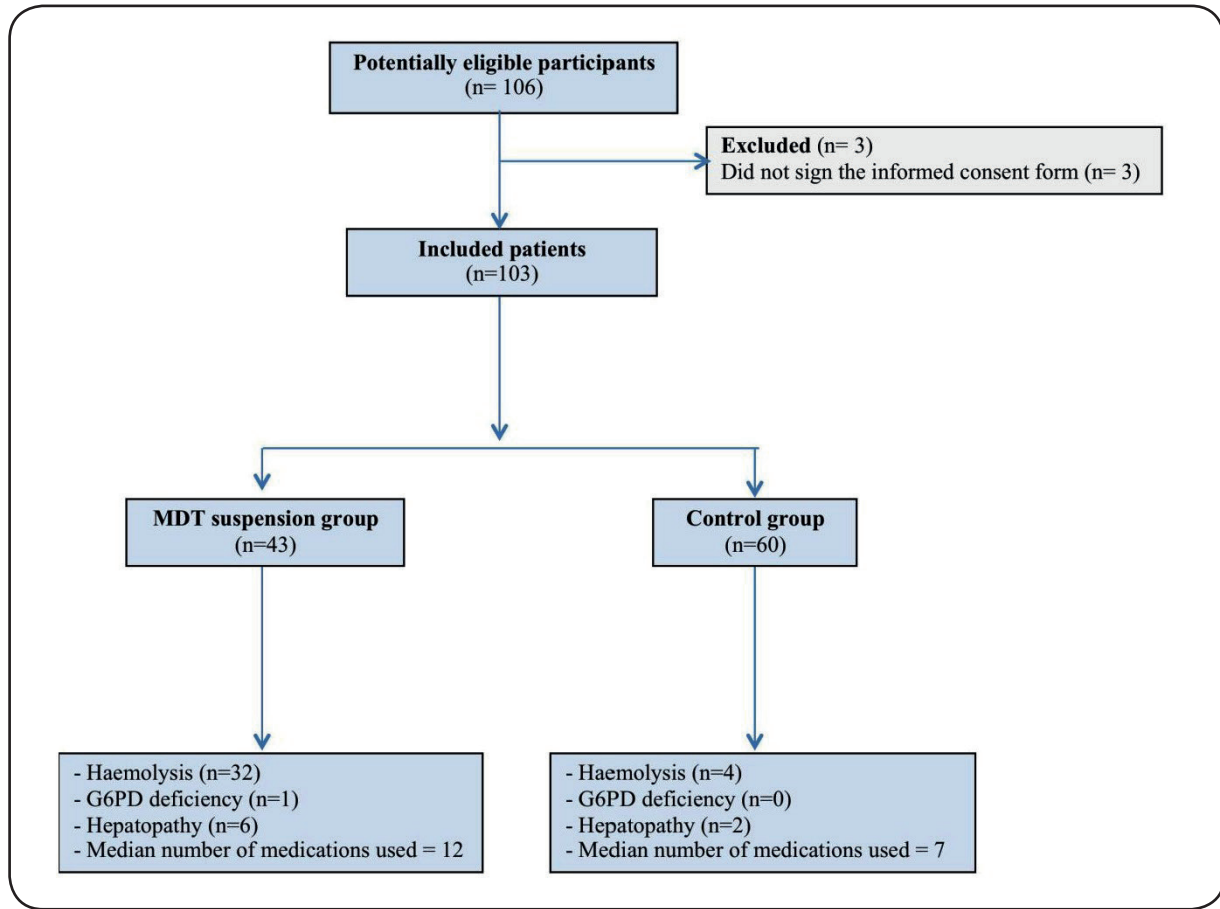 Potentially eligible participants
(n= 106)
Excluded (n= 3)
Did not sign the informed consent form (n= 3)
Included patients
(n=103)
MDT suspension group
(n=43)
Control group
(n=60)
- Haemolysis (n=32)
- G6PD deficiency (n=1)
- Hepatopathy (n=6)
- Median number of medications used = 12
- Haemolysis (n=4)
- G6PD deficiency (n=0)
- Hepatopathy (n=2)
- Median number of medications used = 7